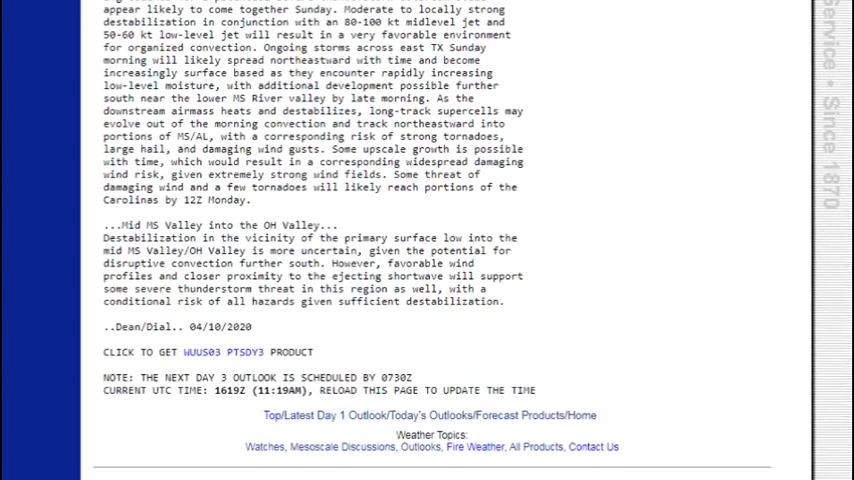 appear likely to come together Sunday. Moderate to locally strong
destabilization in conjunction with an 80-100 kt midlevel jet and
50-60 kt low-level jet will result in a very favorable environment
for organized convection. Ongoing storms across east TX Sunday
morning will likely spread northeastward with time and become
increasingly surface based as they encounter rapidly increasing
low-level moisture, with additional development possible further
south near the lower MS River valley by late morning. As the
downstream airmass heats and destabilizes, long-track supercells may
evolve out of the morning convection and track northeastward into
portions of MS/AL, with a corresponding risk of strong tornadoes,
large hail, and damaging wind gusts. Some upscale growth is possible
with time, which would result in a corresponding widespread damaging
wind risk, given extremely strong wind fields. Some threat of
damaging wind and a few tornadoes will likely reach portions of the
Carolinas by 12Z Monday.
...Mid MS Valley into the OH Valley...
Destabilization in the vicinity of the primary surface low into the
mid MS Valley/OH Valley is more uncertain, given the potential for
disruptive convection further south. However, favorable wind
profiles and closer proximity to the ejecting shortwave will support
some severe thunderstorm threat in this region as well, with a
conditional risk of all hazards given sufficient destabilization.
..Dean/Dial.. 04/10/2020
CLICK TO GET WUUS03 PTSDY3 PRODUCT
NOTE: THE NEXT DAY 3 OUTLOOK IS SCHEDULED BY 0730Z
CURRENT UTC TIME: 1619Z (11:19AM), RELOAD THIS PAGE TO UPDATE THE TIME
Top/Latest Day 1 Outlook/Today's Outlooks/Forecast Products/Home
Weather Topics:
Watches, Mesoscale Discussions, Outlooks, Fire Weather, All Products, Contact Us
Service • Since 1870